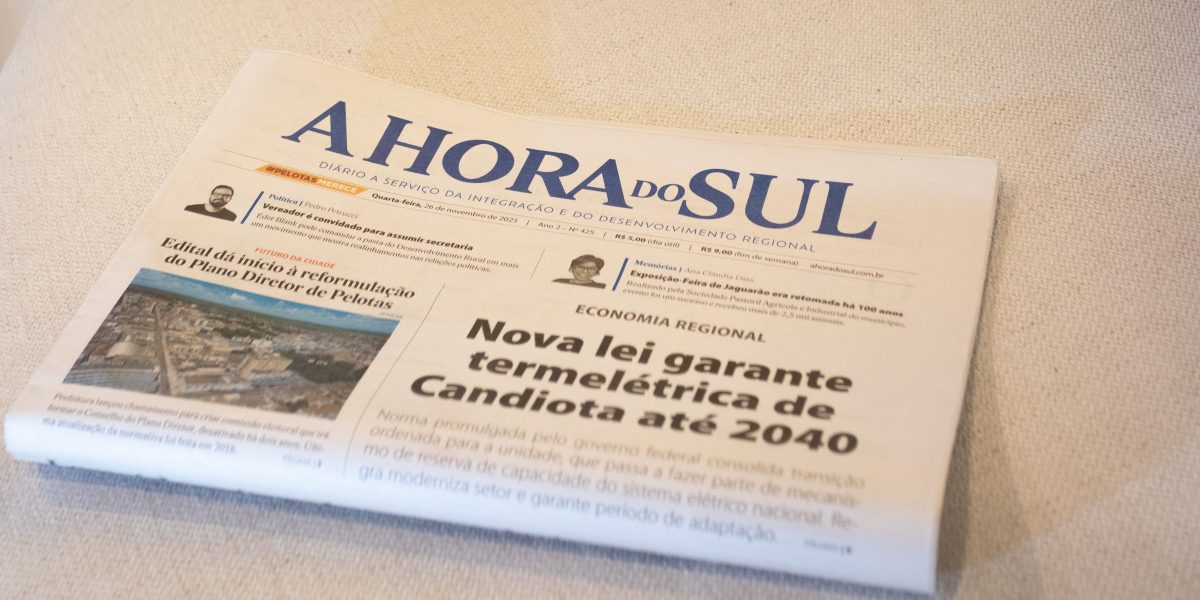 A HORA DO SUL
DIÁRIO A SERVIÇO DA INTEGRAÇÃO E DO DESENVOLVIMENTO REGIONAL
#PELOTASMERECE
Quarta-feira, 26 de novembro de 2025 | Ano 2 – Nº 425 | R$ 5,00 (dia útil) | R$ 9,00 (fim de semana) ahoradosul.com.br
Política | Pedro Petrucci
Vereador é convidado para assumir secretaria
Eder Blank pode comandar a pasta do Desenvolvimento Rural em mais
um movimento que mostra realinhamentos nas relações políticas.
Memórias | Ana Cláudia Dias
Exposição-Feira de Jaguarão era retomada há 100 anos
Realizado pela Sociedade Pastoril Agrícola e Industrial do município,
evento foi um sucesso e recebeu mais de 2,5 mil animais.
FUTURO DA CIDADE
Edital dá início à reformulação
do Plano Diretor de Pelotas
Prefeitura lançou chamamento para criar comissão eleitoral que irá
formar o Conselho do Plano Diretor, desativado há dois anos. Últi-
ma atualização da normativa foi feita em 2018.
PÁGINA |
ECONOMIA REGIONAL
Nova lei garante
termelétrica de
Candiota até 2040
Norma promulgada pelo governo federal consolida transição
ordenada para a unidade, que passa a fazer parte de mecanis-
mo de reserva de capacidade do sistema elétrico nacional. Re-
gra moderniza setor e garante período de adaptação.
PÁGINA |